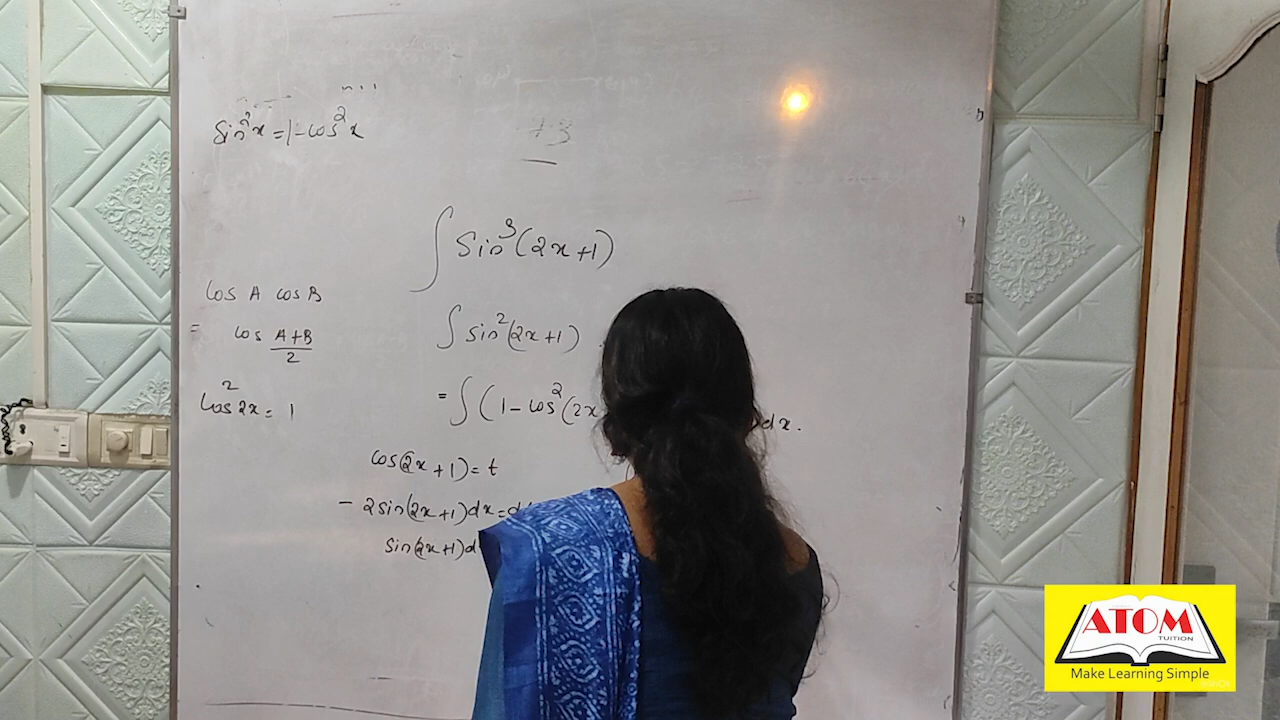 sin²x = 1 - cos²x
73
∫ sin³(2x+1)
∫ sin²(2x+1)
= ∫ (1 - cos²(2x
dx.
cos A cos B
= cos A+B/2
cos²2x = 1
cos(2x+1) = t
- 2sin(2x+1)dx = d
sin(2x+1)d
ATOM
TUITION
Make Learning Simple